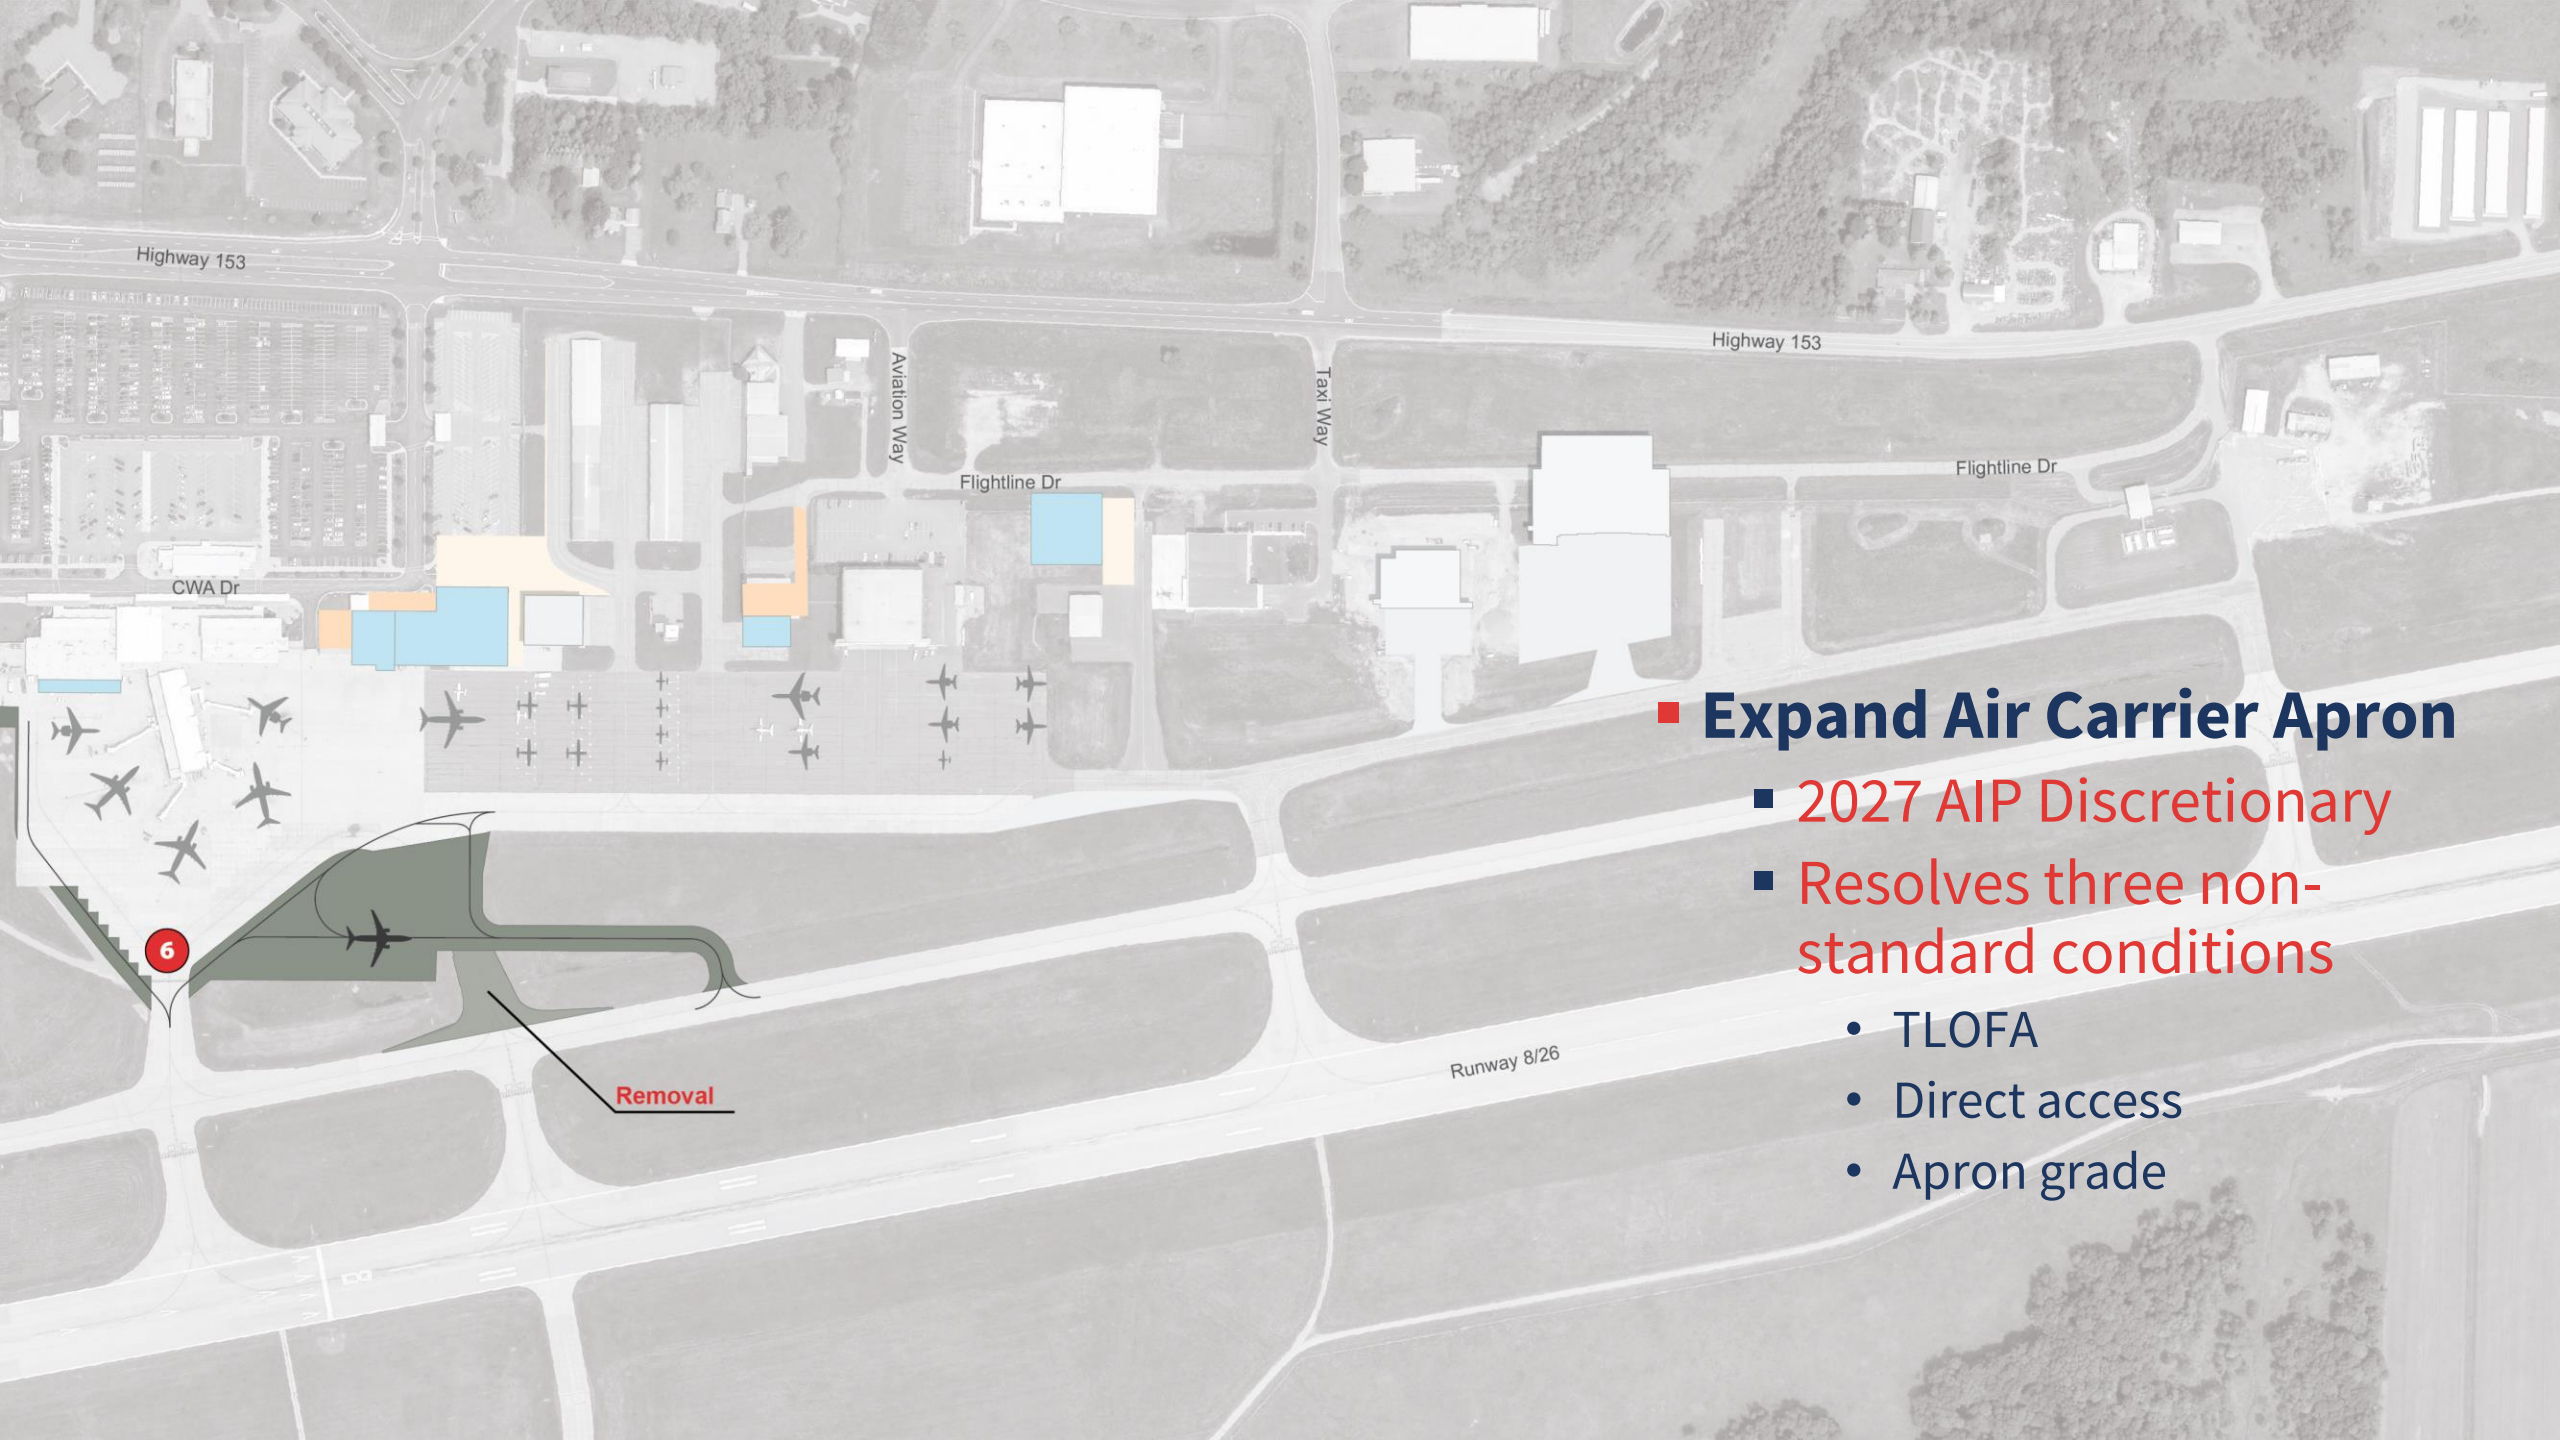 Highway 153
Highway 153
Aviation Way
Taxi Way
Flightline Dr
Flightline Dr
CWA Dr
6
Removal
Runway 8/26
Expand Air Carrier Apron
2027 AIP Discretionary
Resolves three non-
standard conditions
TLOFA
Direct access
Apron grade